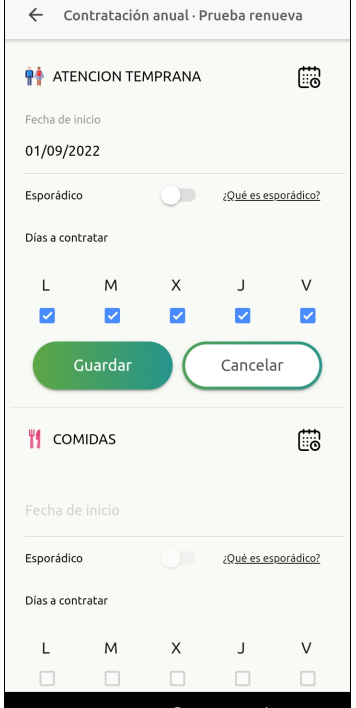 Contratación anual · Prueba renueva
ATENCION TEMPRANA
Fecha de inicio
01/09/2022
Esporádico ¿Qué es esporádico?
Días a contratar
L M X J V
Guardar Cancelar
COMIDAS
Fecha de inicio
Esporádico ¿Qué es esporádico?
Días a contratar
L M X J V